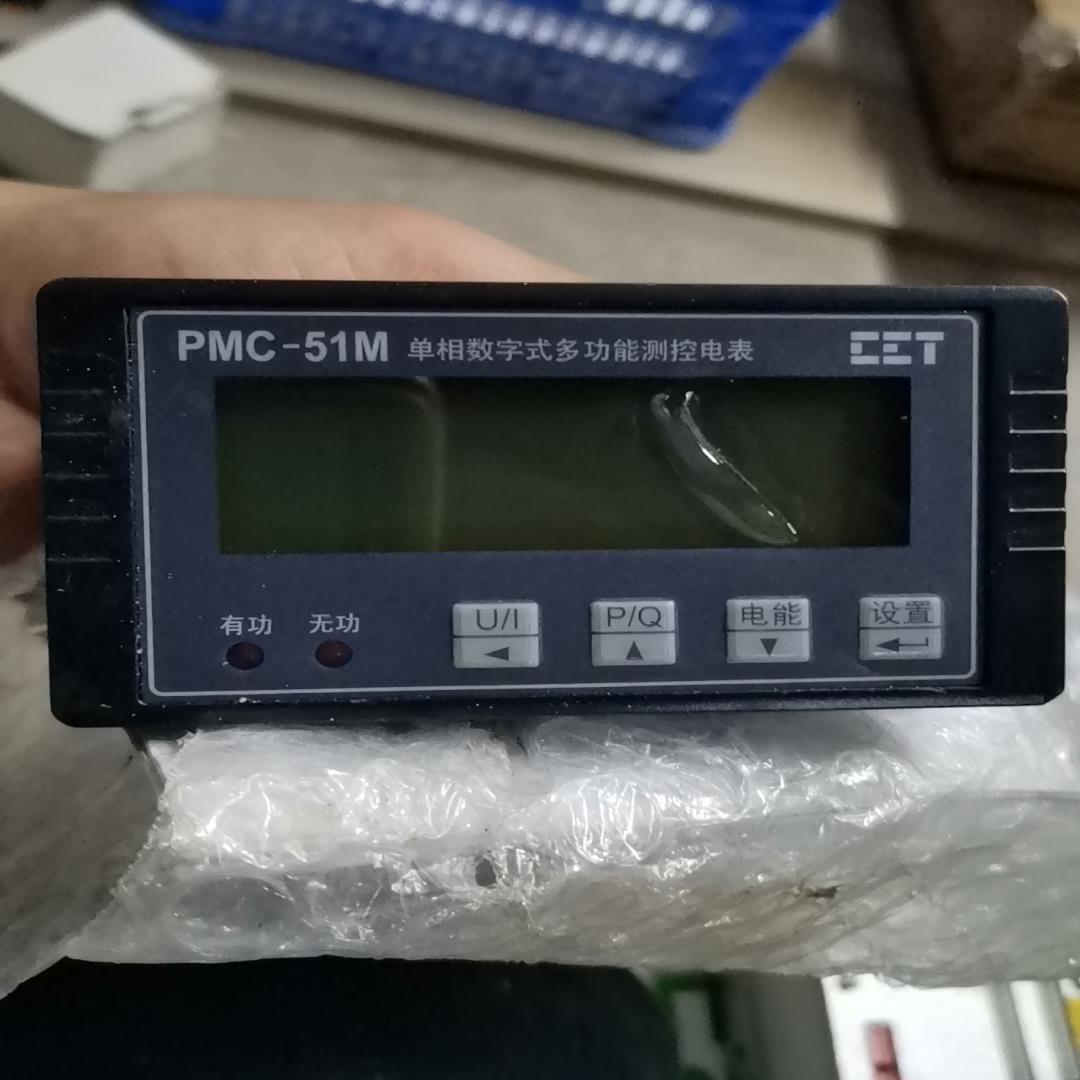 PMC-51M 单相数字式多功能测控电表 CET
有功 无功 U/I P/Q 电能 设置